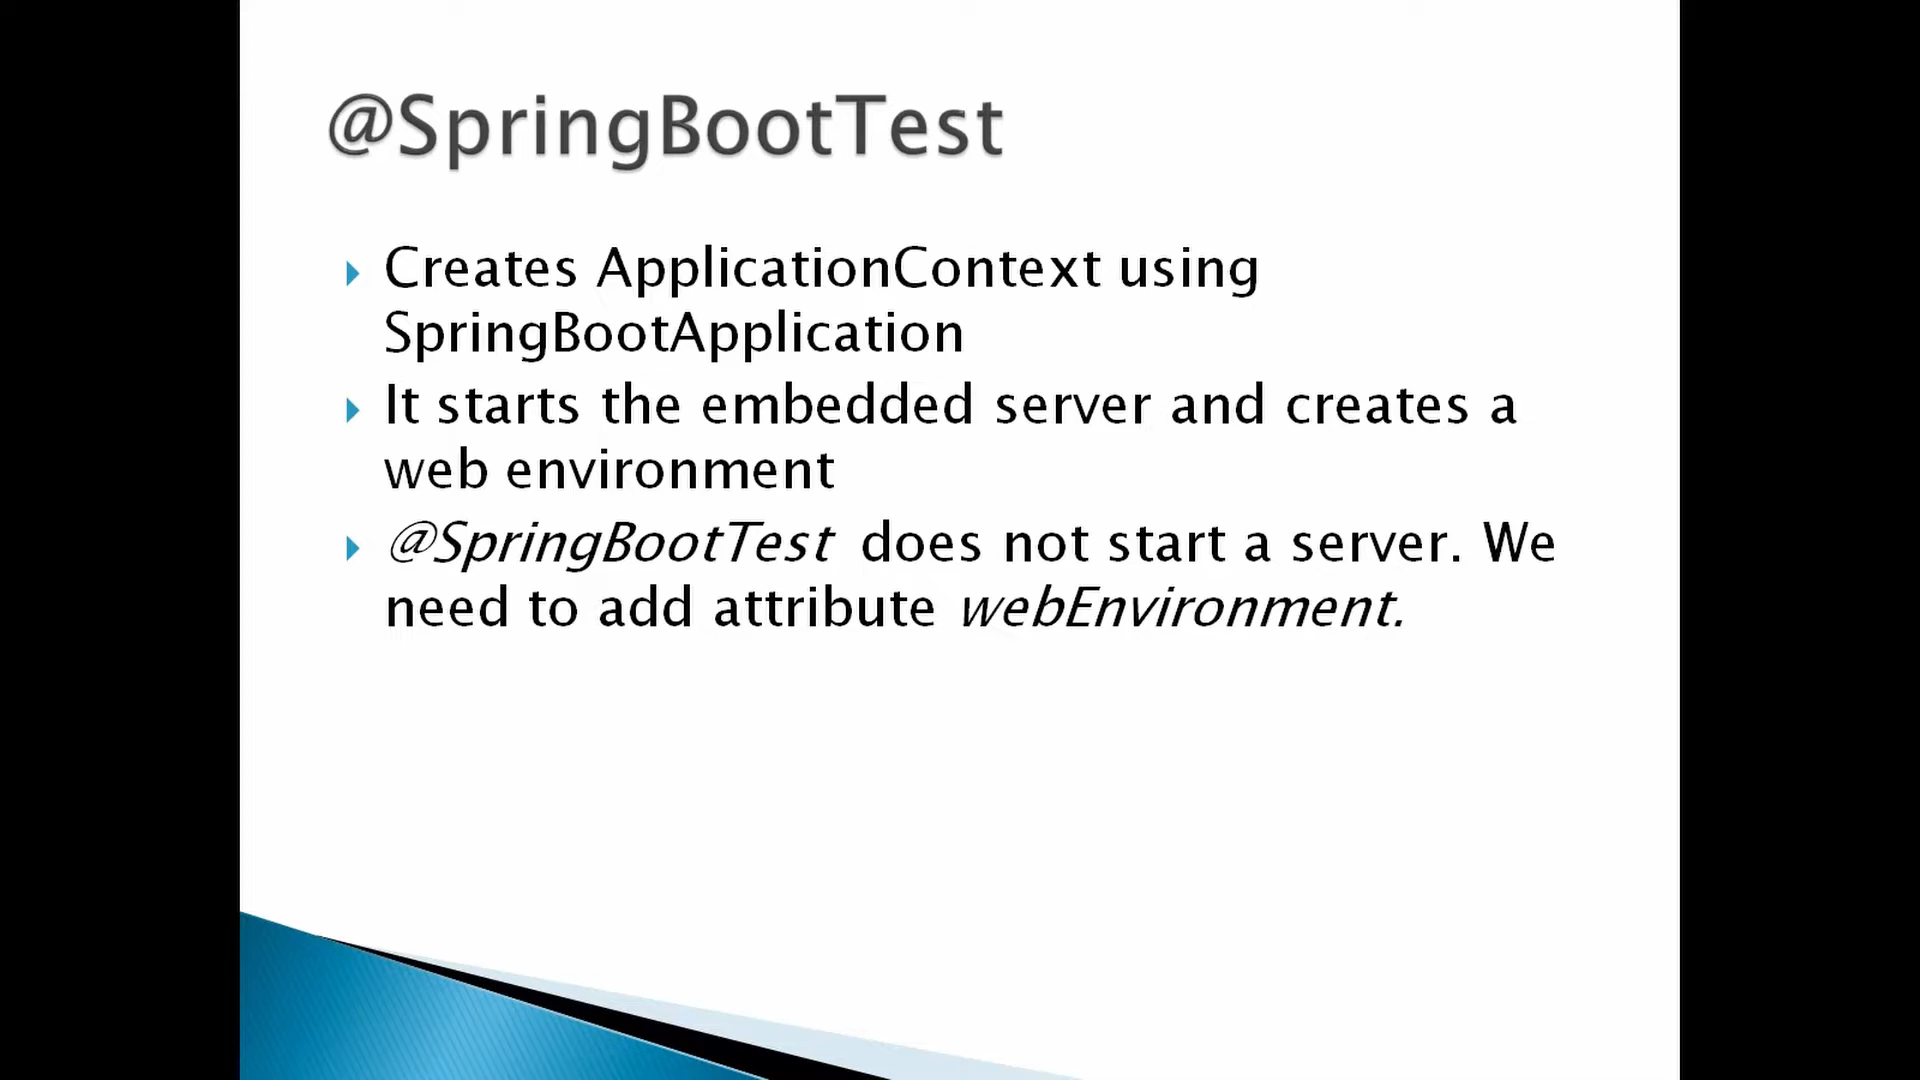 @SpringBootTest
Creates ApplicationContext using
SpringBootApplication
It starts the embedded server and creates a
web environment
@SpringBootTest does not start a server. We
need to add attribute webEnvironment.